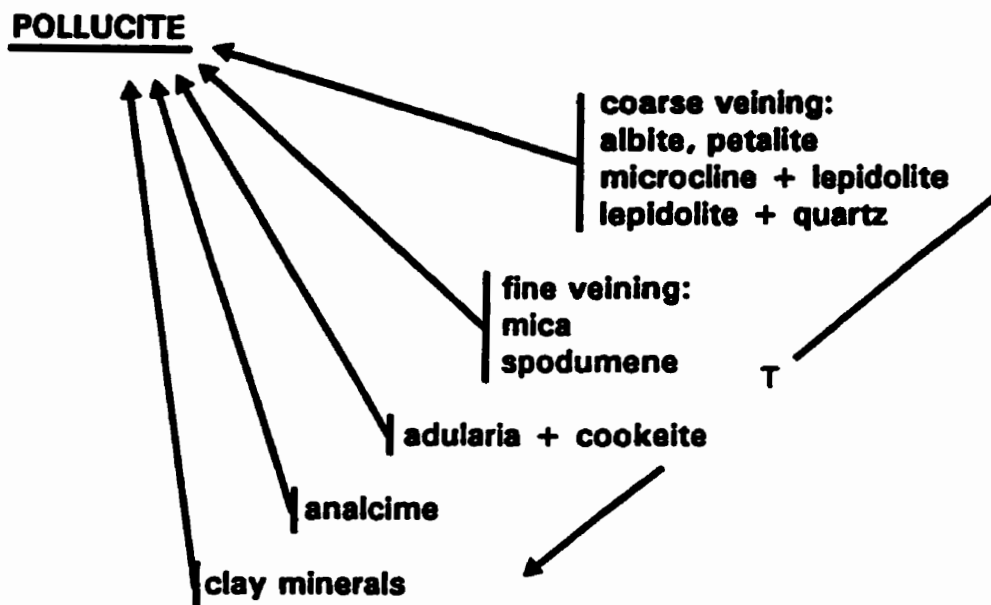 POLLUCITE
coarse veining:
albite, petalite
microcline + lepidolite
lepidolite + quartz
fine veining:
mica
spodumene
T
adularia + cookeite
analcime
clay minerals